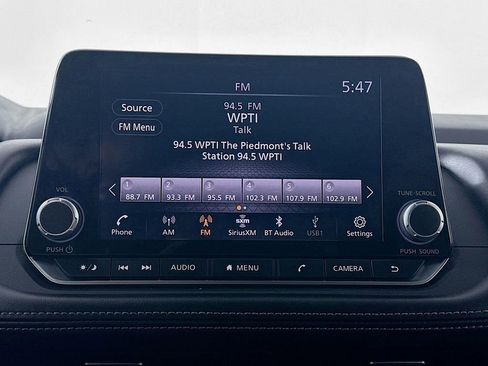 FM
5:47
94.5 FM
Source
WPTI
FM Menu
Talk
94.5 WPTI The Piedmont's Talk
Station 94.5 WPTI
1 2 3 4 5 6
88.7 FM 93.3 FM 95.5 FM 102.3 FM 107.9 FM 102.9 FM
VOL
TUNE·SCROLL
PUSH
PUSH SOUND
sxm
Phone AM FM SiriusXM BT Audio USB1 Settings
AUDIO MENU CAMERA